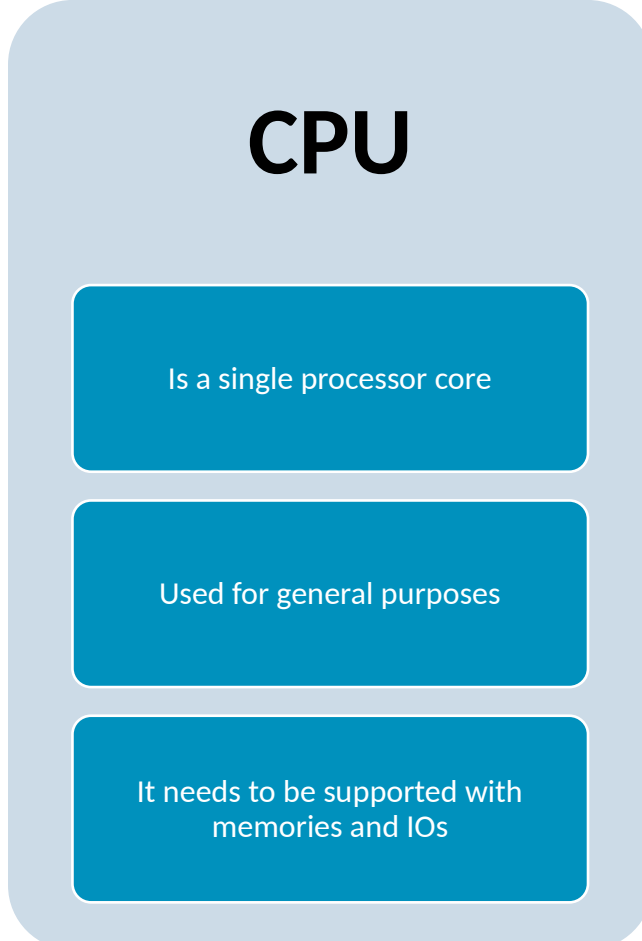 CPU
Is a single processor core
Used for general purposes
It needs to be supported with
memories and IOs